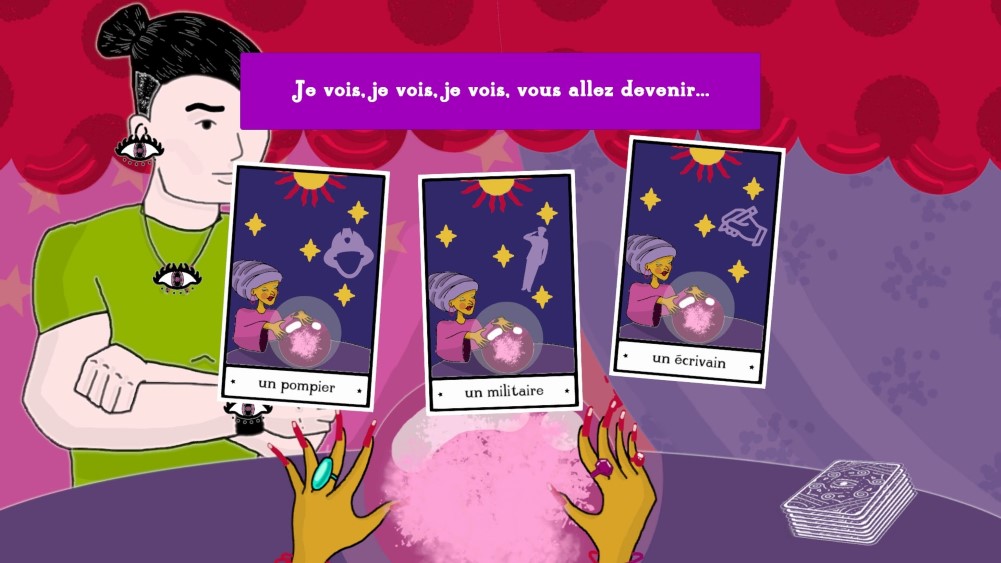 Je vois, je vois, je vois, vous allez devenir...
un pompier
un militaire
un écrivain